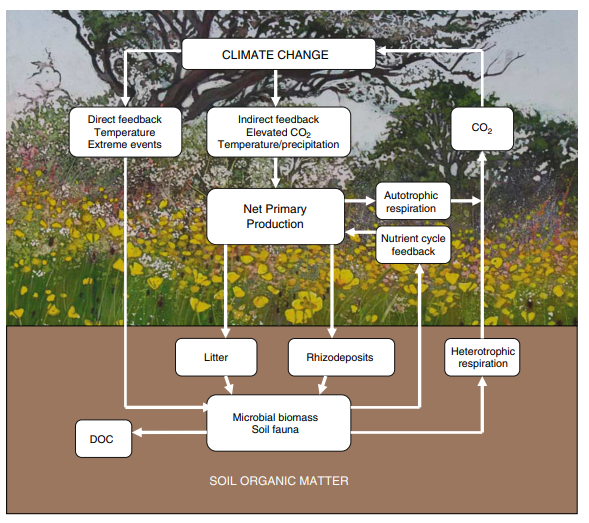 CLIMATE CHANGE
Direct feedback
Temperature
Extreme events
Indirect feedback
Elevated CO₂
Temperature/precipitation
CO₂
Net Primary
Production
Autotrophic
respiration
Nutrient cycle
feedback
Litter
Rhizodeposits
Heterotrophic
respiration
Microbial biomass
Soil fauna
DOC
SOIL ORGANIC MATTER